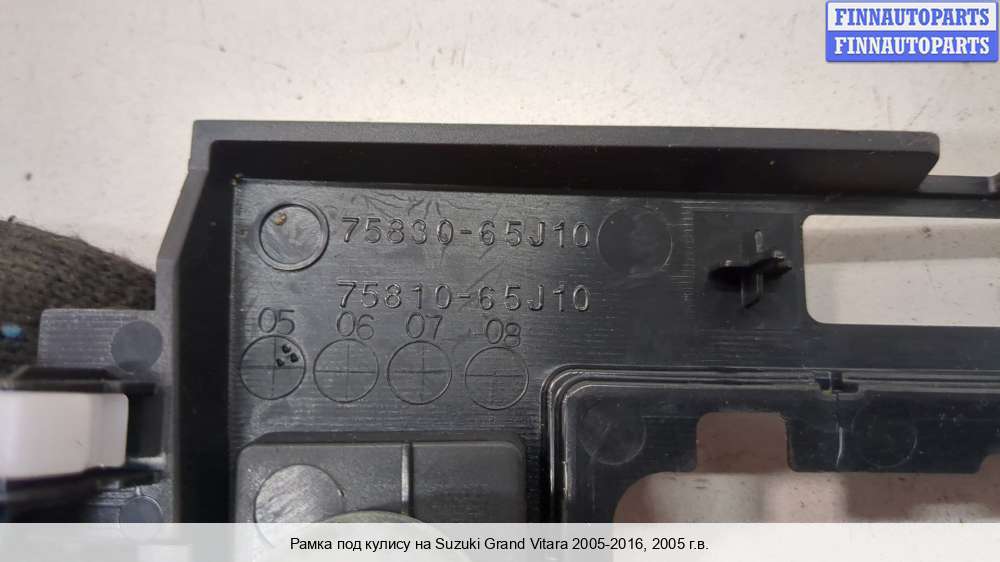 FINNAUTOPARTS
FINNAUTOPARTS
75830-65J10
75810-65J10
05 06 07 08
Рамка под кулису на Suzuki Grand Vitara 2005-2016, 2005 г.в.